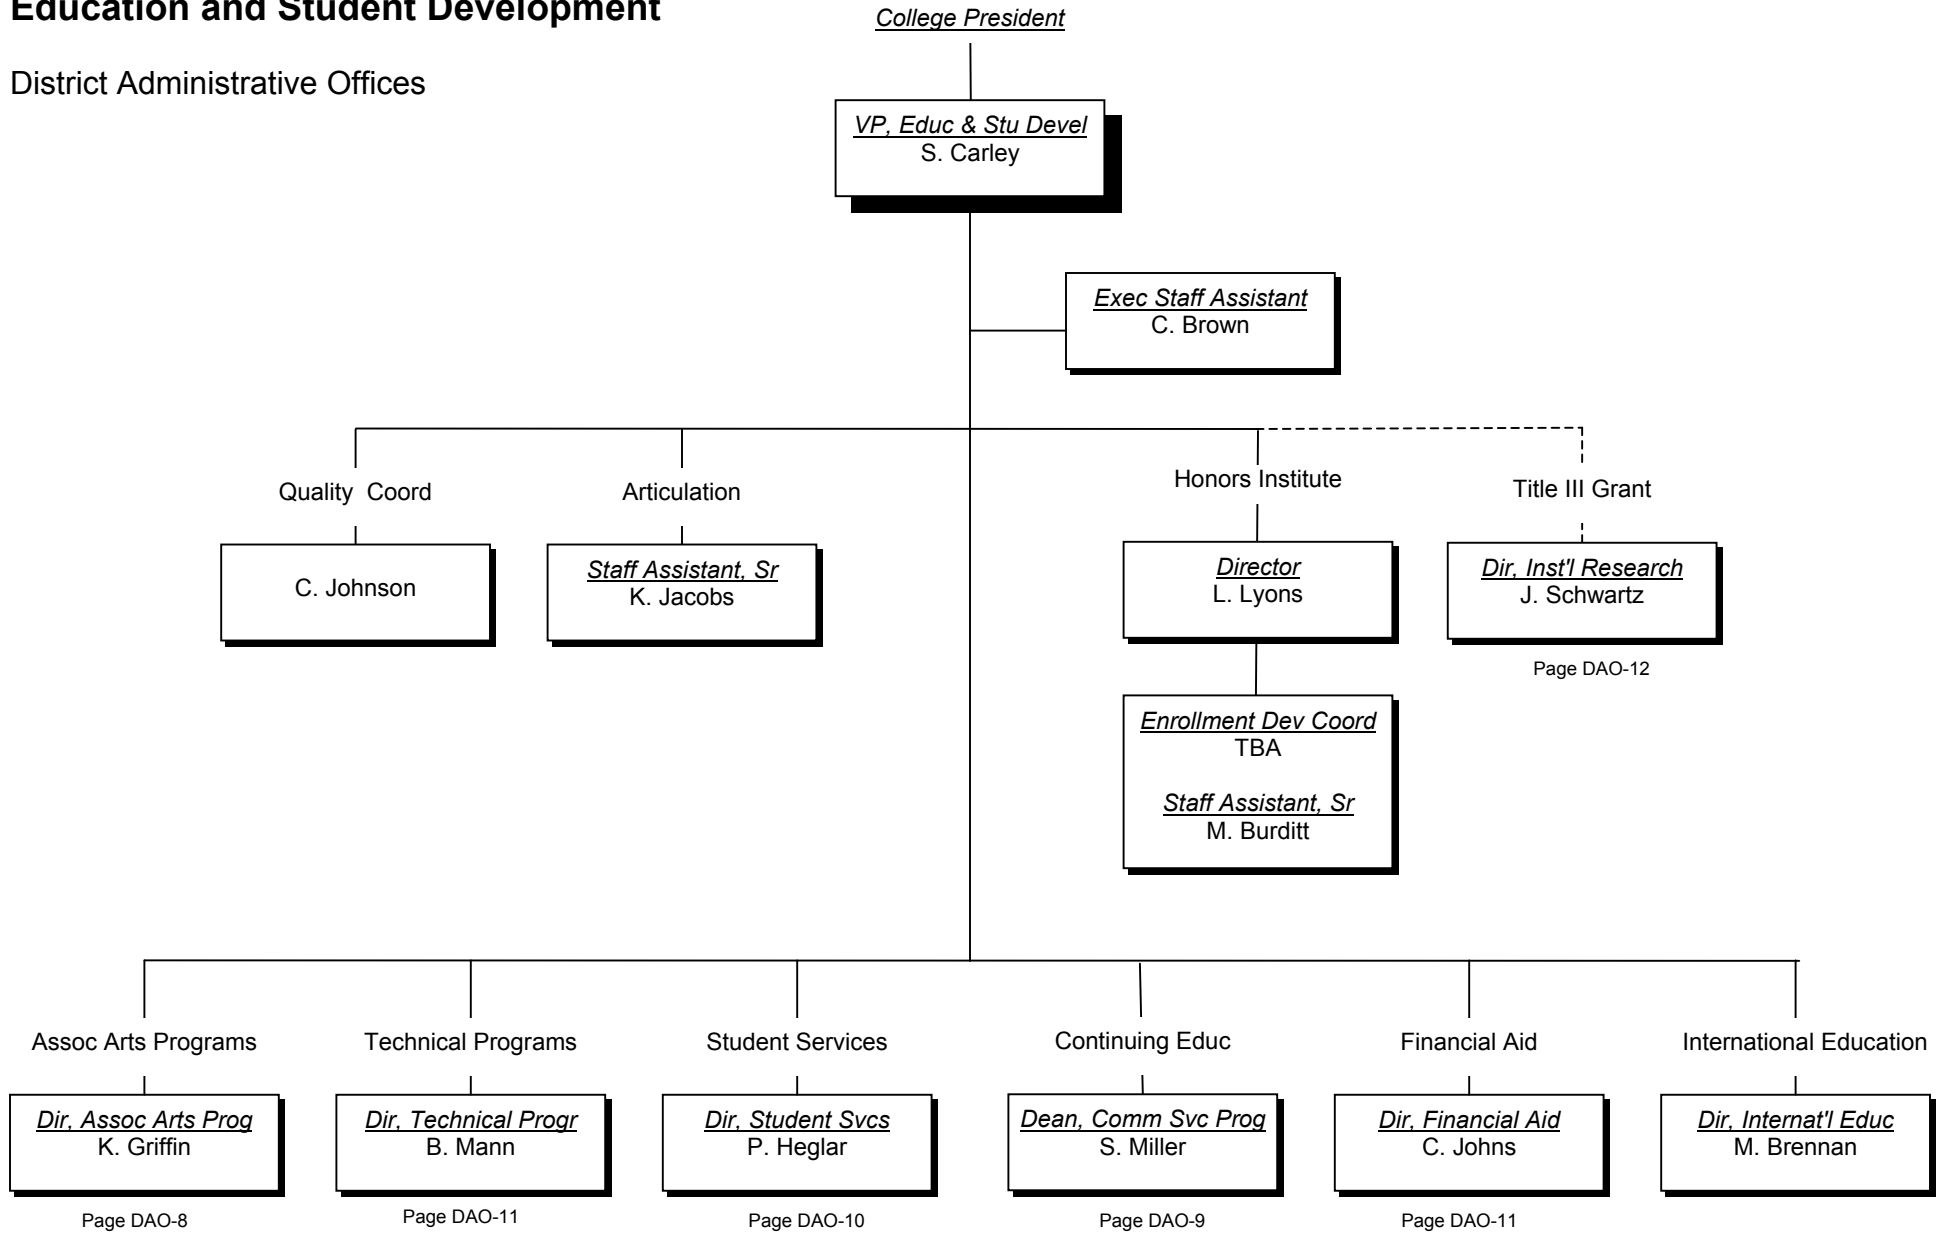 Education and Student Development
District Administrative Offices
College President
VP, Educ & Stu Devel
S. Carley
Exec Staff Assistant
C. Brown
Quality Coord
C. Johnson
Articulation
Staff Assistant, Sr
K. Jacobs
Honors Institute
Director
L. Lyons
Enrollment Dev Coord
TBA
Staff Assistant, Sr
M. Burditt
Title III Grant
Dir, Inst'l Research
J. Schwartz
Page DAO-12
Assoc Arts Programs
Dir, Assoc Arts Prog
K. Griffin
Page DAO-8
Technical Programs
Dir, Technical Progr
B. Mann
Page DAO-11
Student Services
Dir, Student Svcs
P. Heglar
Page DAO-10
Continuing Educ
Dean, Comm Svc Prog
S. Miller
Page DAO-9
Financial Aid
Dir, Financial Aid
C. Johns
Page DAO-11
International Education
Dir, Internat'l Educ
M. Brennan